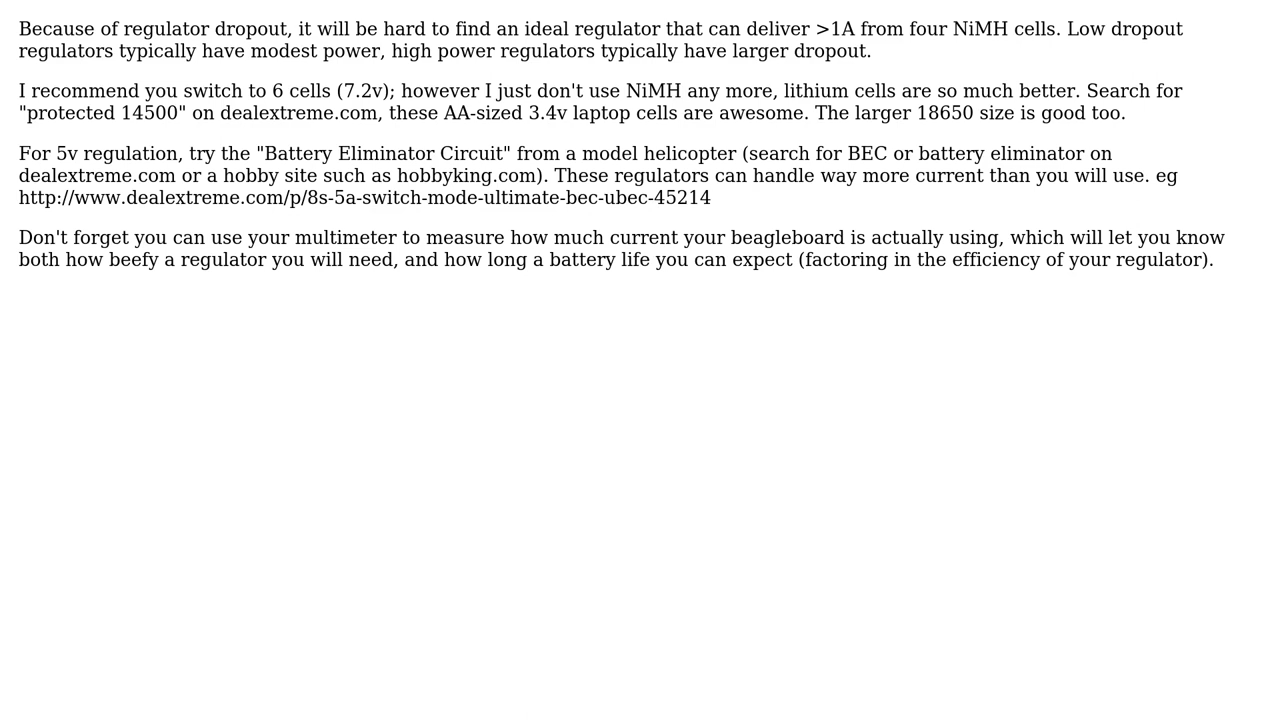 Because of regulator dropout, it will be hard to find an ideal regulator that can deliver >1A from four NiMH cells. Low dropout
regulators typically have modest power, high power regulators typically have larger dropout.
I recommend you switch to 6 cells (7.2v); however I just don't use NiMH any more, lithium cells are so much better. Search for
"protected 14500" on dealextreme.com, these AA-sized 3.4v laptop cells are awesome. The larger 18650 size is good too.
For 5v regulation, try the "Battery Eliminator Circuit" from a model helicopter (search for BEC or battery eliminator on
dealextreme.com or a hobby site such as hobbyking.com). These regulators can handle way more current than you will use. eg
http://www.dealextreme.com/p/8s-5a-switch-mode-ultimate-bec-ubec-45214
Don't forget you can use your multimeter to measure how much current your beagleboard is actually using, which will let you know
both how beefy a regulator you will need, and how long a battery life you can expect (factoring in the efficiency of your regulator).